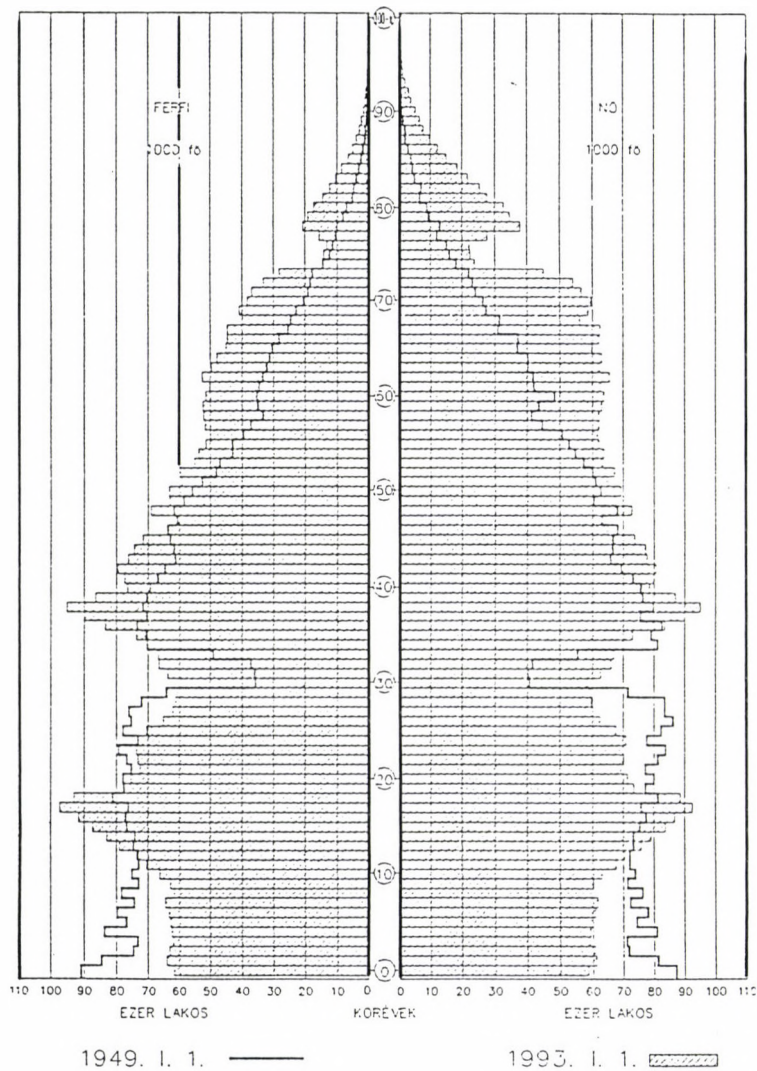 100-t
90
FÉRFI
NŐ
1000 fő
1000 fő
80
70
60
50
40
30
20
10
0
110 100 90 80 70 60 50 40 30 20 10 0
0 10 20 30 40 50 60 70 80 90 100 110
EZER LAKOS
KORÉVEK
EZER LAKOS
1949. I. 1.
1993. I. 1.